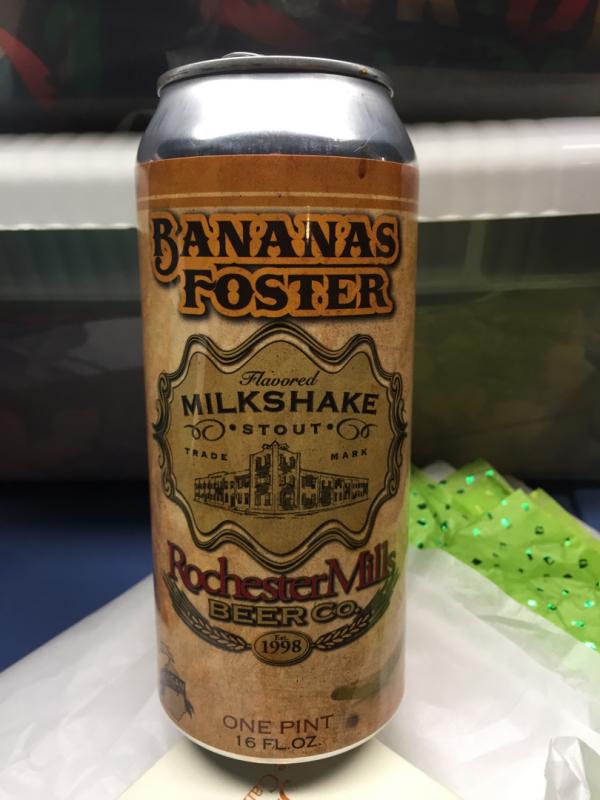 BANANAS
FOSTER
Flavored
MILKSHAKE
STOUT
TRADE MARK
RochesterMills
BEER CO.
Est.
1998
ONE PINT
16 FL.OZ.